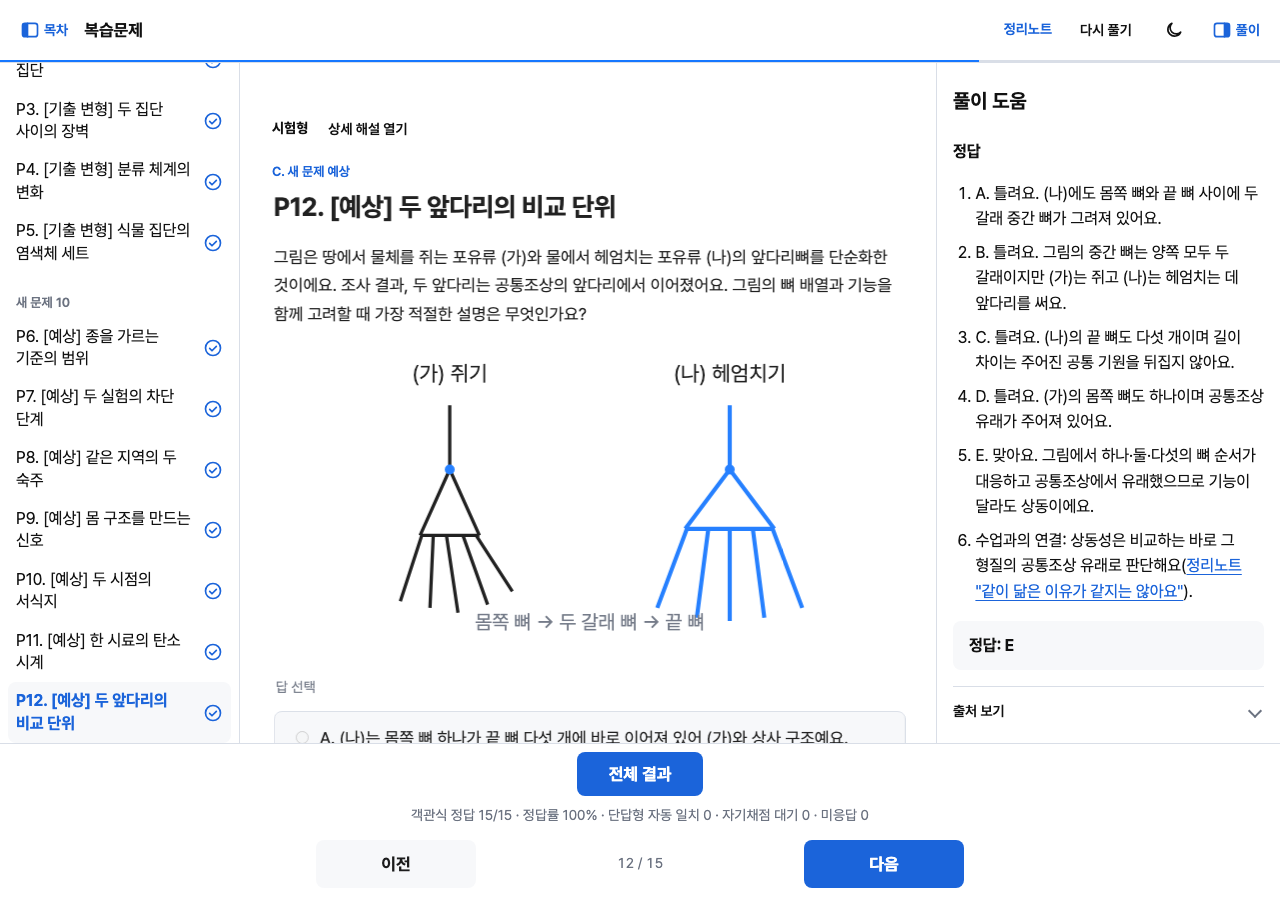 목차 복습문제 정리노트 다시 풀기 풀이
집단
P3. [기출 변형] 두 집단
사이의 장벽
P4. [기출 변형] 분류 체계의
변화
P5. [기출 변형] 식물 집단의
염색체 세트
새 문제 10
P6. [예상] 종을 가르는
기준의 범위
P7. [예상] 두 실험의 차단
단계
P8. [예상] 같은 지역의 두
숙주
P9. [예상] 몸 구조를 만드는
신호
P10. [예상] 두 시점의
서식지
P11. [예상] 한 시료의 탄소
시계
P12. [예상] 두 앞다리의
비교 단위
시험형 상세 해설 열기
C. 새 문제 예상
P12. [예상] 두 앞다리의 비교 단위
그림은 땅에서 물체를 쥐는 포유류 (가)와 물에서 헤엄치는 포유류 (나)의 앞다리뼈를 단순화한
것이에요. 조사 결과, 두 앞다리는 공통조상의 앞다리에서 이어졌어요. 그림의 뼈 배열과 기능을
함께 고려할 때 가장 적절한 설명은 무엇인가요?
(가) 쥐기 (나) 헤엄치기
몸쪽 뼈 → 두 갈래 뼈 → 끝 뼈
답 선택
A. (나)는 몸쪽 뼈 하나가 끝 뼈 다섯 개에 바로 이어져 있어 (가)와 상사 구조예요.
풀이 도움
정답
1. A. 틀려요. (나)에도 몸쪽 뼈와 끝 뼈 사이에 두
갈래 중간 뼈가 그려져 있어요.
2. B. 틀려요. 그림의 중간 뼈는 양쪽 모두 두
갈래이지만 (가)는 쥐고 (나)는 헤엄치는 데
앞다리를 써요.
3. C. 틀려요. (나)의 끝 뼈도 다섯 개이며 길이
차이는 주어진 공통 기원을 뒤집지 않아요.
4. D. 틀려요. (가)의 몸쪽 뼈도 하나이며 공통조상
유래가 주어져 있어요.
5. E. 맞아요. 그림에서 하나·둘·다섯의 뼈 순서가
대응하고 공통조상에서 유래했으므로 기능이
달라도 상동이에요.
6. 수업과의 연결: 상동성은 비교하는 바로 그
형질의 공통조상 유래로 판단해요(정리노트
"같이 닮은 이유가 같지는 않아요").
정답: E
출처 보기
전체 결과
객관식 정답 15/15 · 정답률 100% · 단답형 자동 일치 0 · 자기채점 대기 0 · 미응답 0
이전 12 / 15 다음